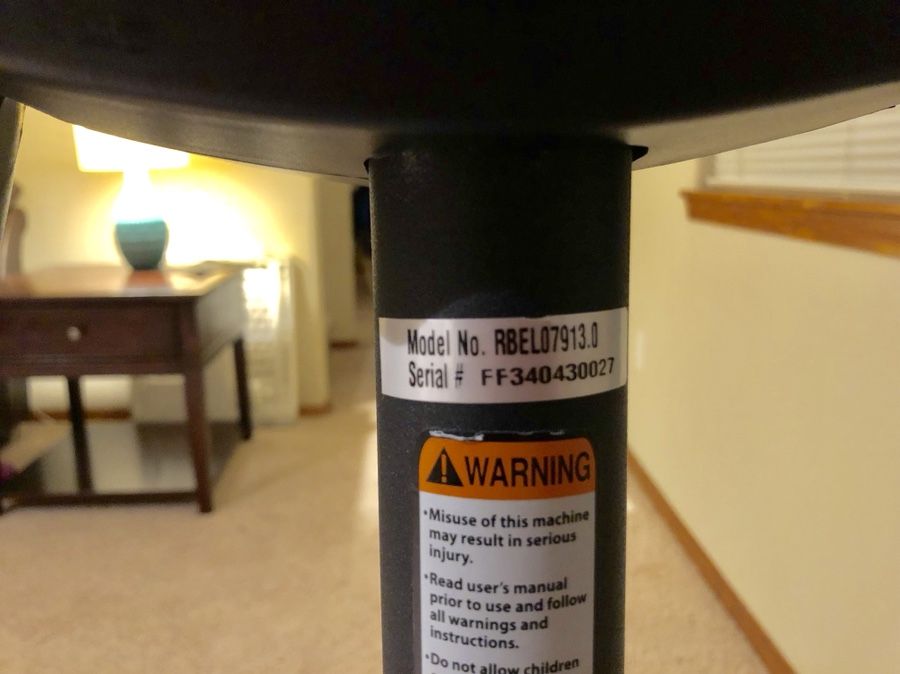 Model No. RBEL07913.0
Serial # FF340430027
WARNING
•Misuse of this machine
may result in serious
injury.
•Read user's manual
prior to use and follow
all warnings and
instructions.
•Do not allow children